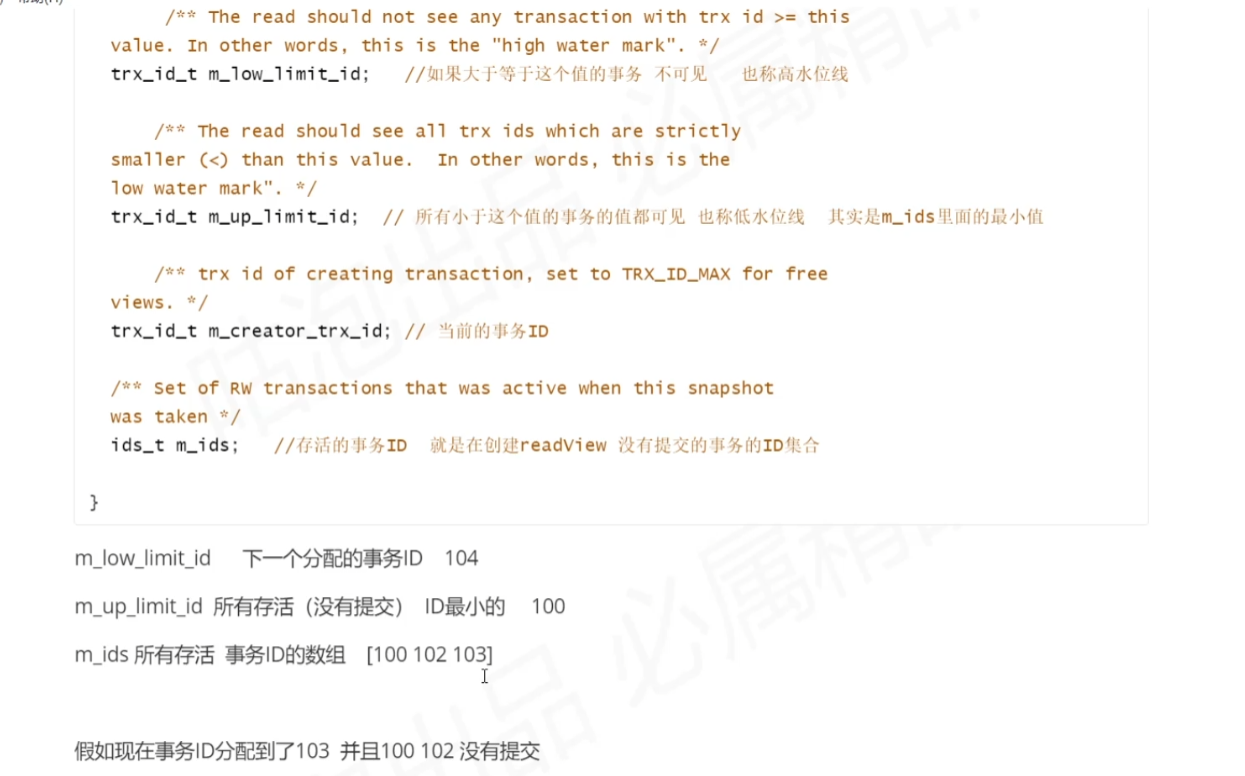 /** The read should not see any transaction with trx id >= this
value. In other words, this is the "high water mark". */
trx_id_t m_low_limit_id;   //如果大于等于这个值的事务 不可见   也称高水位线
/** The read should see all trx ids which are strictly
smaller (<) than this value.  In other words, this is the
low water mark". */
trx_id_t m_up_limit_id;  // 所有小于这个值的事务的值都可见 也称低水位线  其实是m_ids里面的最小值
/** trx id of creating transaction, set to TRX_ID_MAX for free
views. */
trx_id_t m_creator_trx_id; // 当前的事务ID
/** Set of RW transactions that was active when this snapshot
was taken */
ids_t m_ids;   //存活的事务ID  就是在创建readView 没有提交的事务的ID集合
}
m_low_limit_id   下一个分配的事务ID  104
m_up_limit_id 所有存活（没有提交） ID最小的  100
m_ids 所有存活 事务ID的数组  [100 102 103]
假如现在事务ID分配到了103 并且100 102 没有提交
咕泡出品 必属精品